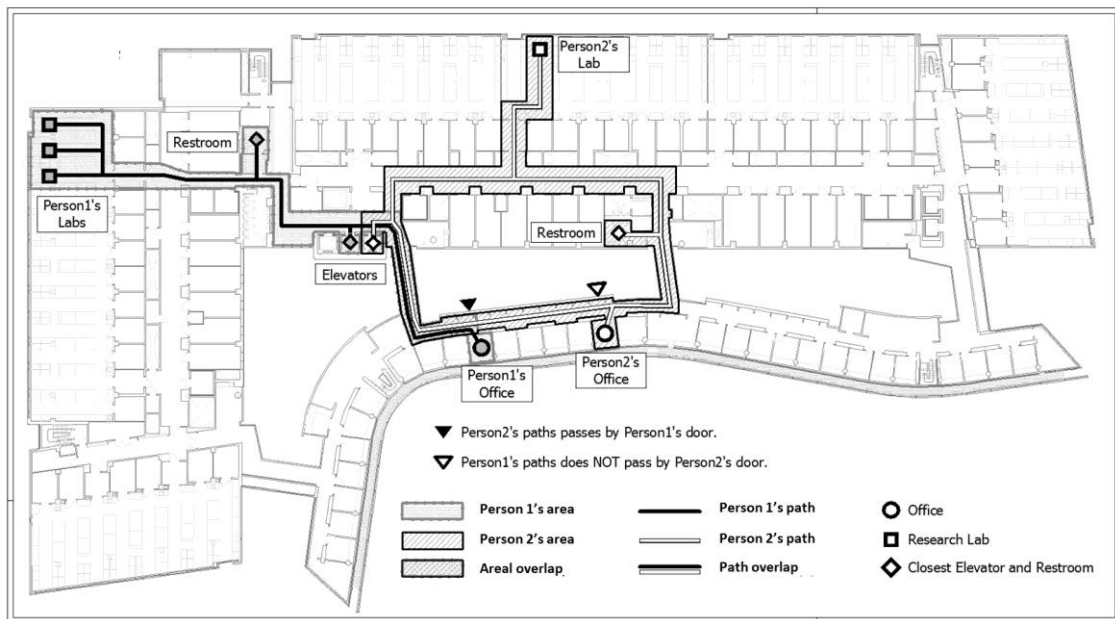 Person2's
Lab
Restroom
Person1's
Labs
Restroom
Elevators
Person1's
Office
Person2's
Office
Person2's paths passes by Person1's door.
Person1's paths does NOT pass by Person2's door.
Person 1's area
Person 1's path
Office
Person 2's area
Person 2's path
Research Lab
Areal overlap
Path overlap
Closest Elevator and Restroom